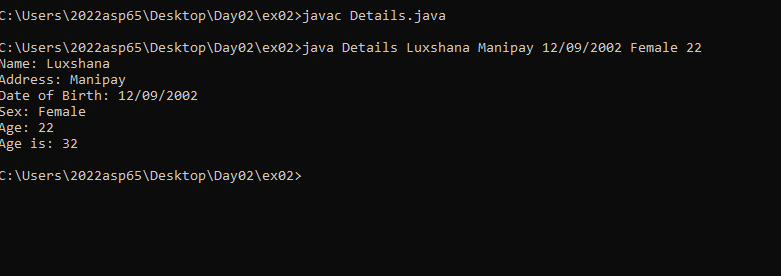 C:\Users\2022asp65\Desktop\Day02\ex02>javac Details.java
C:\Users\2022asp65\Desktop\Day02\ex02>java Details Luxshana Manipay 12/09/2002 Female 22
Name: Luxshana
Address: Manipay
Date of Birth: 12/09/2002
Sex: Female
Age: 22
Age is: 32
C:\Users\2022asp65\Desktop\Day02\ex02>